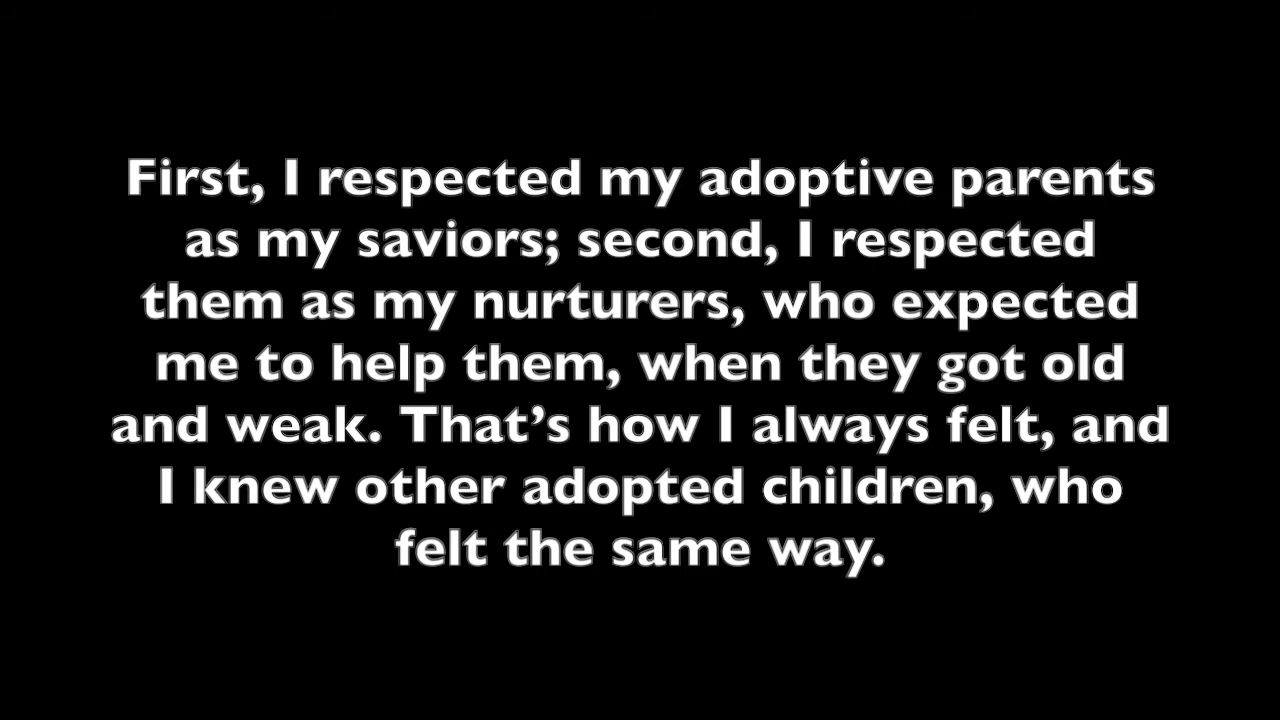 First, I respected my adoptive parents
as my saviors; second, I respected
them as my nurturers, who expected
me to help them, when they got old
and weak. That’s how I always felt, and
I knew other adopted children, who
felt the same way.